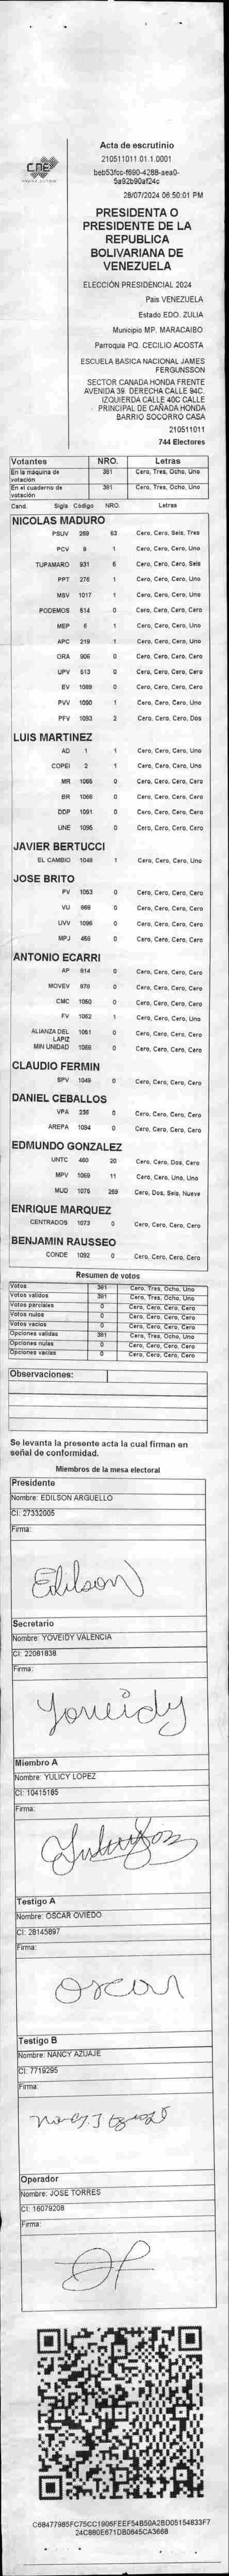 CNE
Acta de escrutinio
210511011.01.1.0001
beb53fcc-f690-4288-aea0-
5a92b90af24c
28/07/2024 06:50:01 PM
PRESIDENTA O
PRESIDENTE DE LA
REPUBLICA
BOLIVARIANA DE
VENEZUELA
ELECCIÓN PRESIDENCIAL 2024
País VENEZUELA
Estado EDO. ZULIA
Municipio MP. MARACAIBO
Parroquia PQ. CECILIO ACOSTA
ESCUELA BASICA NACIONAL JAMES
FERGUNSSON
SECTOR CANADA HONDA FRENTE
AVENIDA 39. DERECHA CALLE 94C.
IZQUIERDA CALLE 40C CALLE
PRINCIPAL DE CAÑADA HONDA
BARRIO SOCORRO CASA
210511011
744 Electores
Votantes NRO. Letras
En la maquina de votación 381 Cero, Tres, Ocho, Uno
En el cuaderno de votación 381 Cero, Tres, Ocho, Uno
Cand. Sigla Código NRO. Letras
NICOLAS MADURO
PSUV 269 63 Cero, Cero, Seis, Tres
PCV 9 1 Cero, Cero, Cero, Uno
TUPAMARO 931 6 Cero, Cero, Cero, Seis
PPT 276 1 Cero, Cero, Cero, Uno
MSV 1017 1 Cero, Cero, Cero, Uno
PODEMOS 514 0 Cero, Cero, Cero, Cero
MEP 6 1 Cero, Cero, Cero, Uno
APC 219 1 Cero, Cero, Cero, Uno
ORA 906 0 Cero, Cero, Cero, Cero
UPV 513 0 Cero, Cero, Cero, Cero
EV 1089 0 Cero, Cero, Cero, Cero
PVV 1090 1 Cero, Cero, Cero, Uno
PFV 1093 2 Cero, Cero, Cero, Dos
LUIS MARTINEZ
AD 1 1 Cero, Cero, Cero, Uno
COPEI 2 1 Cero, Cero, Cero, Uno
MR 1065 0 Cero, Cero, Cero, Cero
BR 1066 0 Cero, Cero, Cero, Cero
DDP 1091 0 Cero, Cero, Cero, Cero
UNE 1095 0 Cero, Cero, Cero, Cero
JAVIER BERTUCCI
EL CAMBIO 1048 1 Cero, Cero, Cero, Uno
JOSE BRITO
PV 1053 0 Cero, Cero, Cero, Cero
VU 868 0 Cero, Cero, Cero, Cero
UVV 1096 0 Cero, Cero, Cero, Cero
MPJ 458 0 Cero, Cero, Cero, Cero
ANTONIO ECARRI
AP 914 0 Cero, Cero, Cero, Cero
MOVEV 978 0 Cero, Cero, Cero, Cero
CMC 1050 0 Cero, Cero, Cero, Cero
FV 1062 1 Cero, Cero, Cero, Uno
ALIANZA DEL LAPIZ 1051 0 Cero, Cero, Cero, Cero
MIN UNIDAD 1058 0 Cero, Cero, Cero, Cero
CLAUDIO FERMIN
SPV 1049 0 Cero, Cero, Cero, Cero
DANIEL CEBALLOS
VPA 236 0 Cero, Cero, Cero, Cero
AREPA 1094 0 Cero, Cero, Cero, Cero
EDMUNDO GONZALEZ
UNTC 460 20 Cero, Cero, Dos, Cero
MPV 1069 11 Cero, Cero, Uno, Uno
MUD 1075 269 Cero, Dos, Seis, Nueve
ENRIQUE MARQUEZ
CENTRADOS 1073 0 Cero, Cero, Cero, Cero
BENJAMIN RAUSSEO
CONDE 1092 0 Cero, Cero, Cero, Cero
Resumen de votos
Votos 381 Cero, Tres, Ocho, Uno
Votos validos 381 Cero, Tres, Ocho, Uno
Votos parciales 0 Cero, Cero, Cero, Cero
Votos nulos 0 Cero, Cero, Cero, Cero
Votos vacios 0 Cero, Cero, Cero, Cero
Opciones validas 381 Cero, Tres, Ocho, Uno
Opciones nulas 0 Cero, Cero, Cero, Cero
Opciones vacias 0 Cero, Cero, Cero, Cero
Observaciones:
Se levanta la presente acta la cual firman en
señal de conformidad.
Miembros de la mesa electoral
Presidente
Nombre: EDILSON ARGUELLO
CI: 27332005
Firma:
Edilson
Secretario
Nombre: YOVEIDY VALENCIA
CI: 22081838
Firma:
Yoveidy
Miembro A
Nombre: YULICY LOPEZ
CI: 10415185
Firma:
Testigo A
Nombre: OSCAR OVIEDO
CI: 28145897
Firma:
Oscar
Testigo B
Nombre: NANCY AZUAJE
CI: 7719295
Firma:
Operador
Nombre: JOSE TORRES
CI: 16079208
Firma:
C68477985FC75CC1906FEEF54B50A2BD05154833F7
24C880E671DB0645CA3668